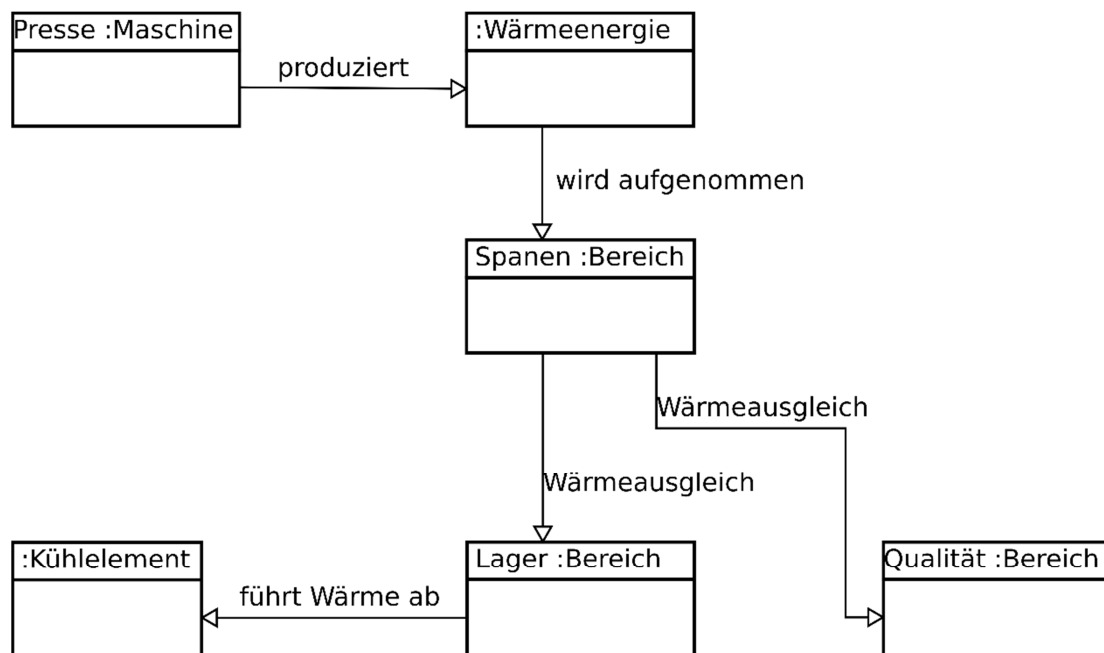 Presse :Maschine
:Wärmeenergie
produziert
wird aufgenommen
Spanen :Bereich
Wärmeausgleich
Wärmeausgleich
:Kühlelement
Lager :Bereich
Qualität :Bereich
führt Wärme ab